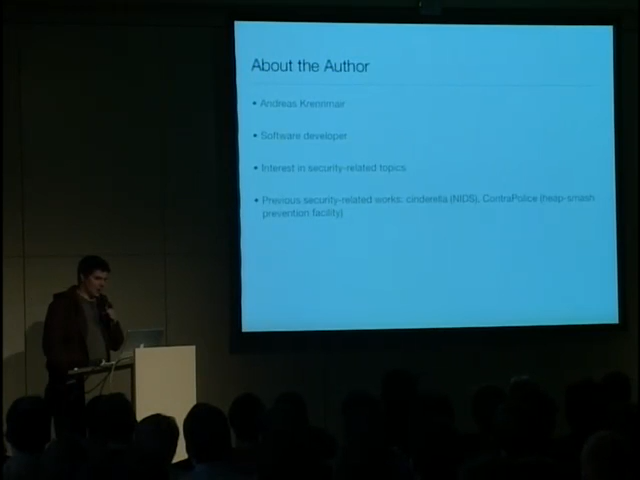 About the Author
• Andreas Krennmair
• Software developer
• Interest in security-related topics
• Previous security-related works: cinderella (NIDS), ContraPolice (heap-smash
prevention facility)